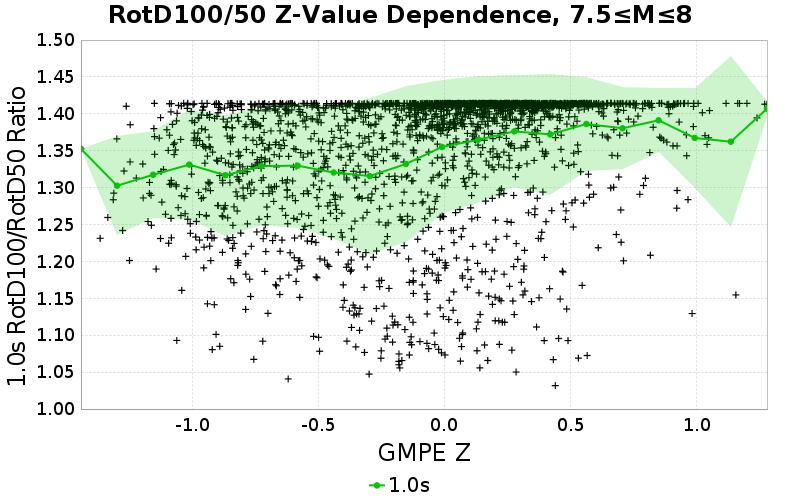 RotD100/50 Z-Value Dependence, 7.5≤M≤8
1.0s RotD100/RotD50 Ratio
1.50
1.45
1.40
1.35
1.30
1.25
1.20
1.15
1.10
1.05
1.00
-1.0 -0.5 0.0 0.5 1.0
GMPE Z
1.0s